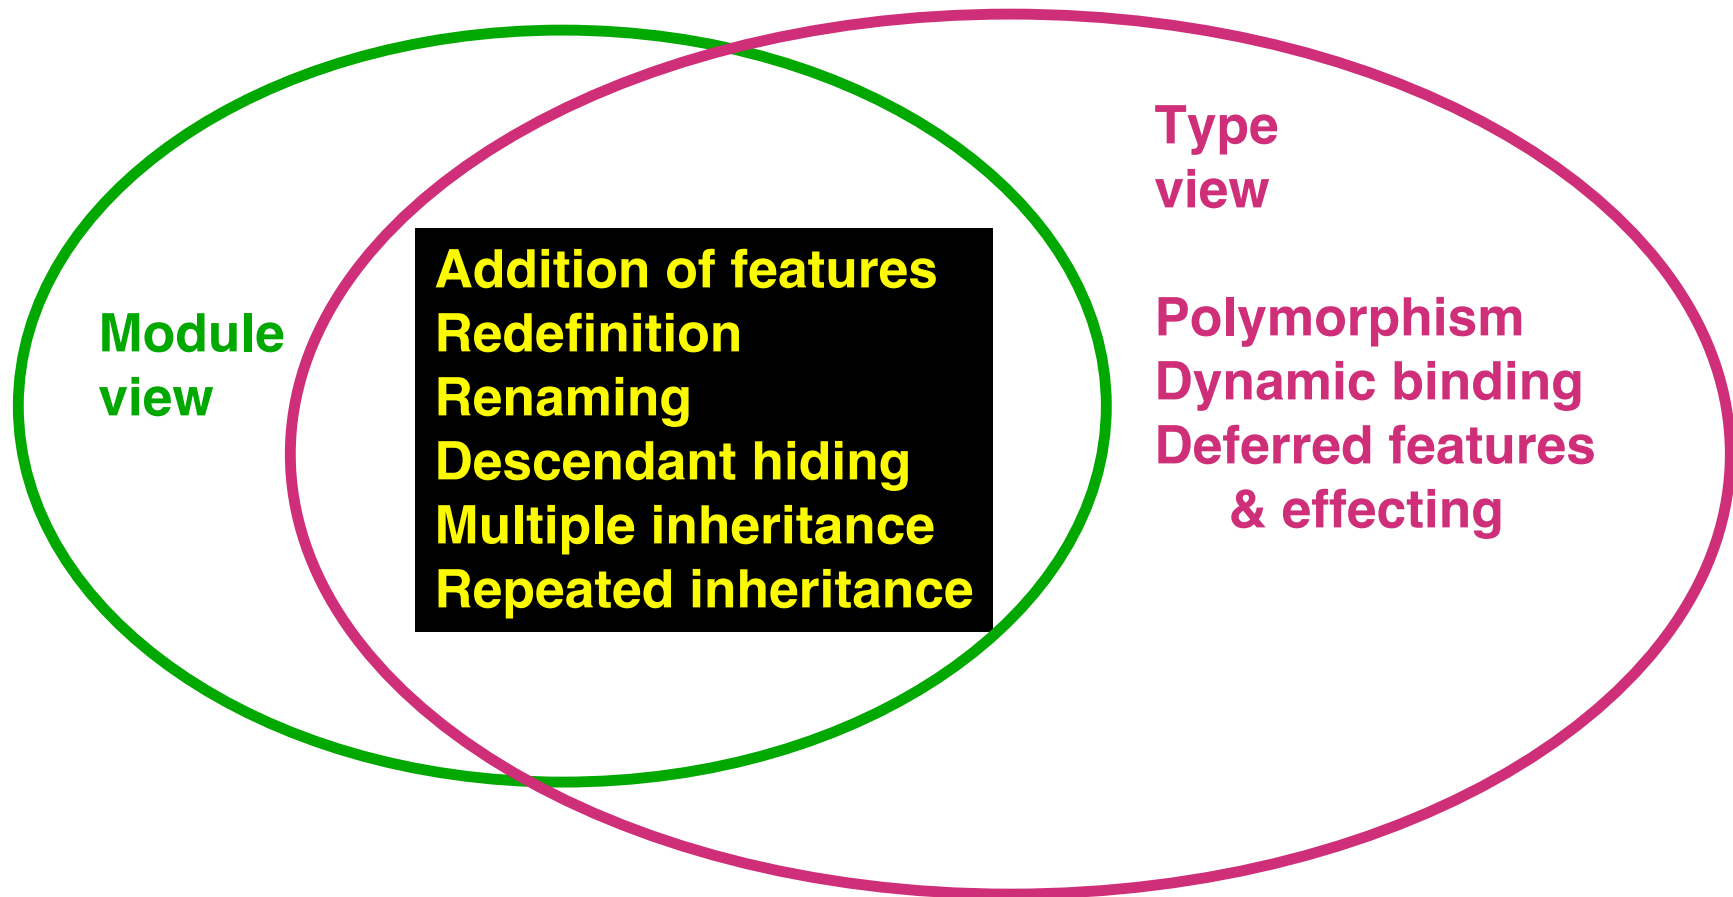 Module
view
Addition of features
Redefinition
Renaming
Descendant hiding
Multiple inheritance
Repeated inheritance
Type
view
Polymorphism
Dynamic binding
Deferred features
& effecting